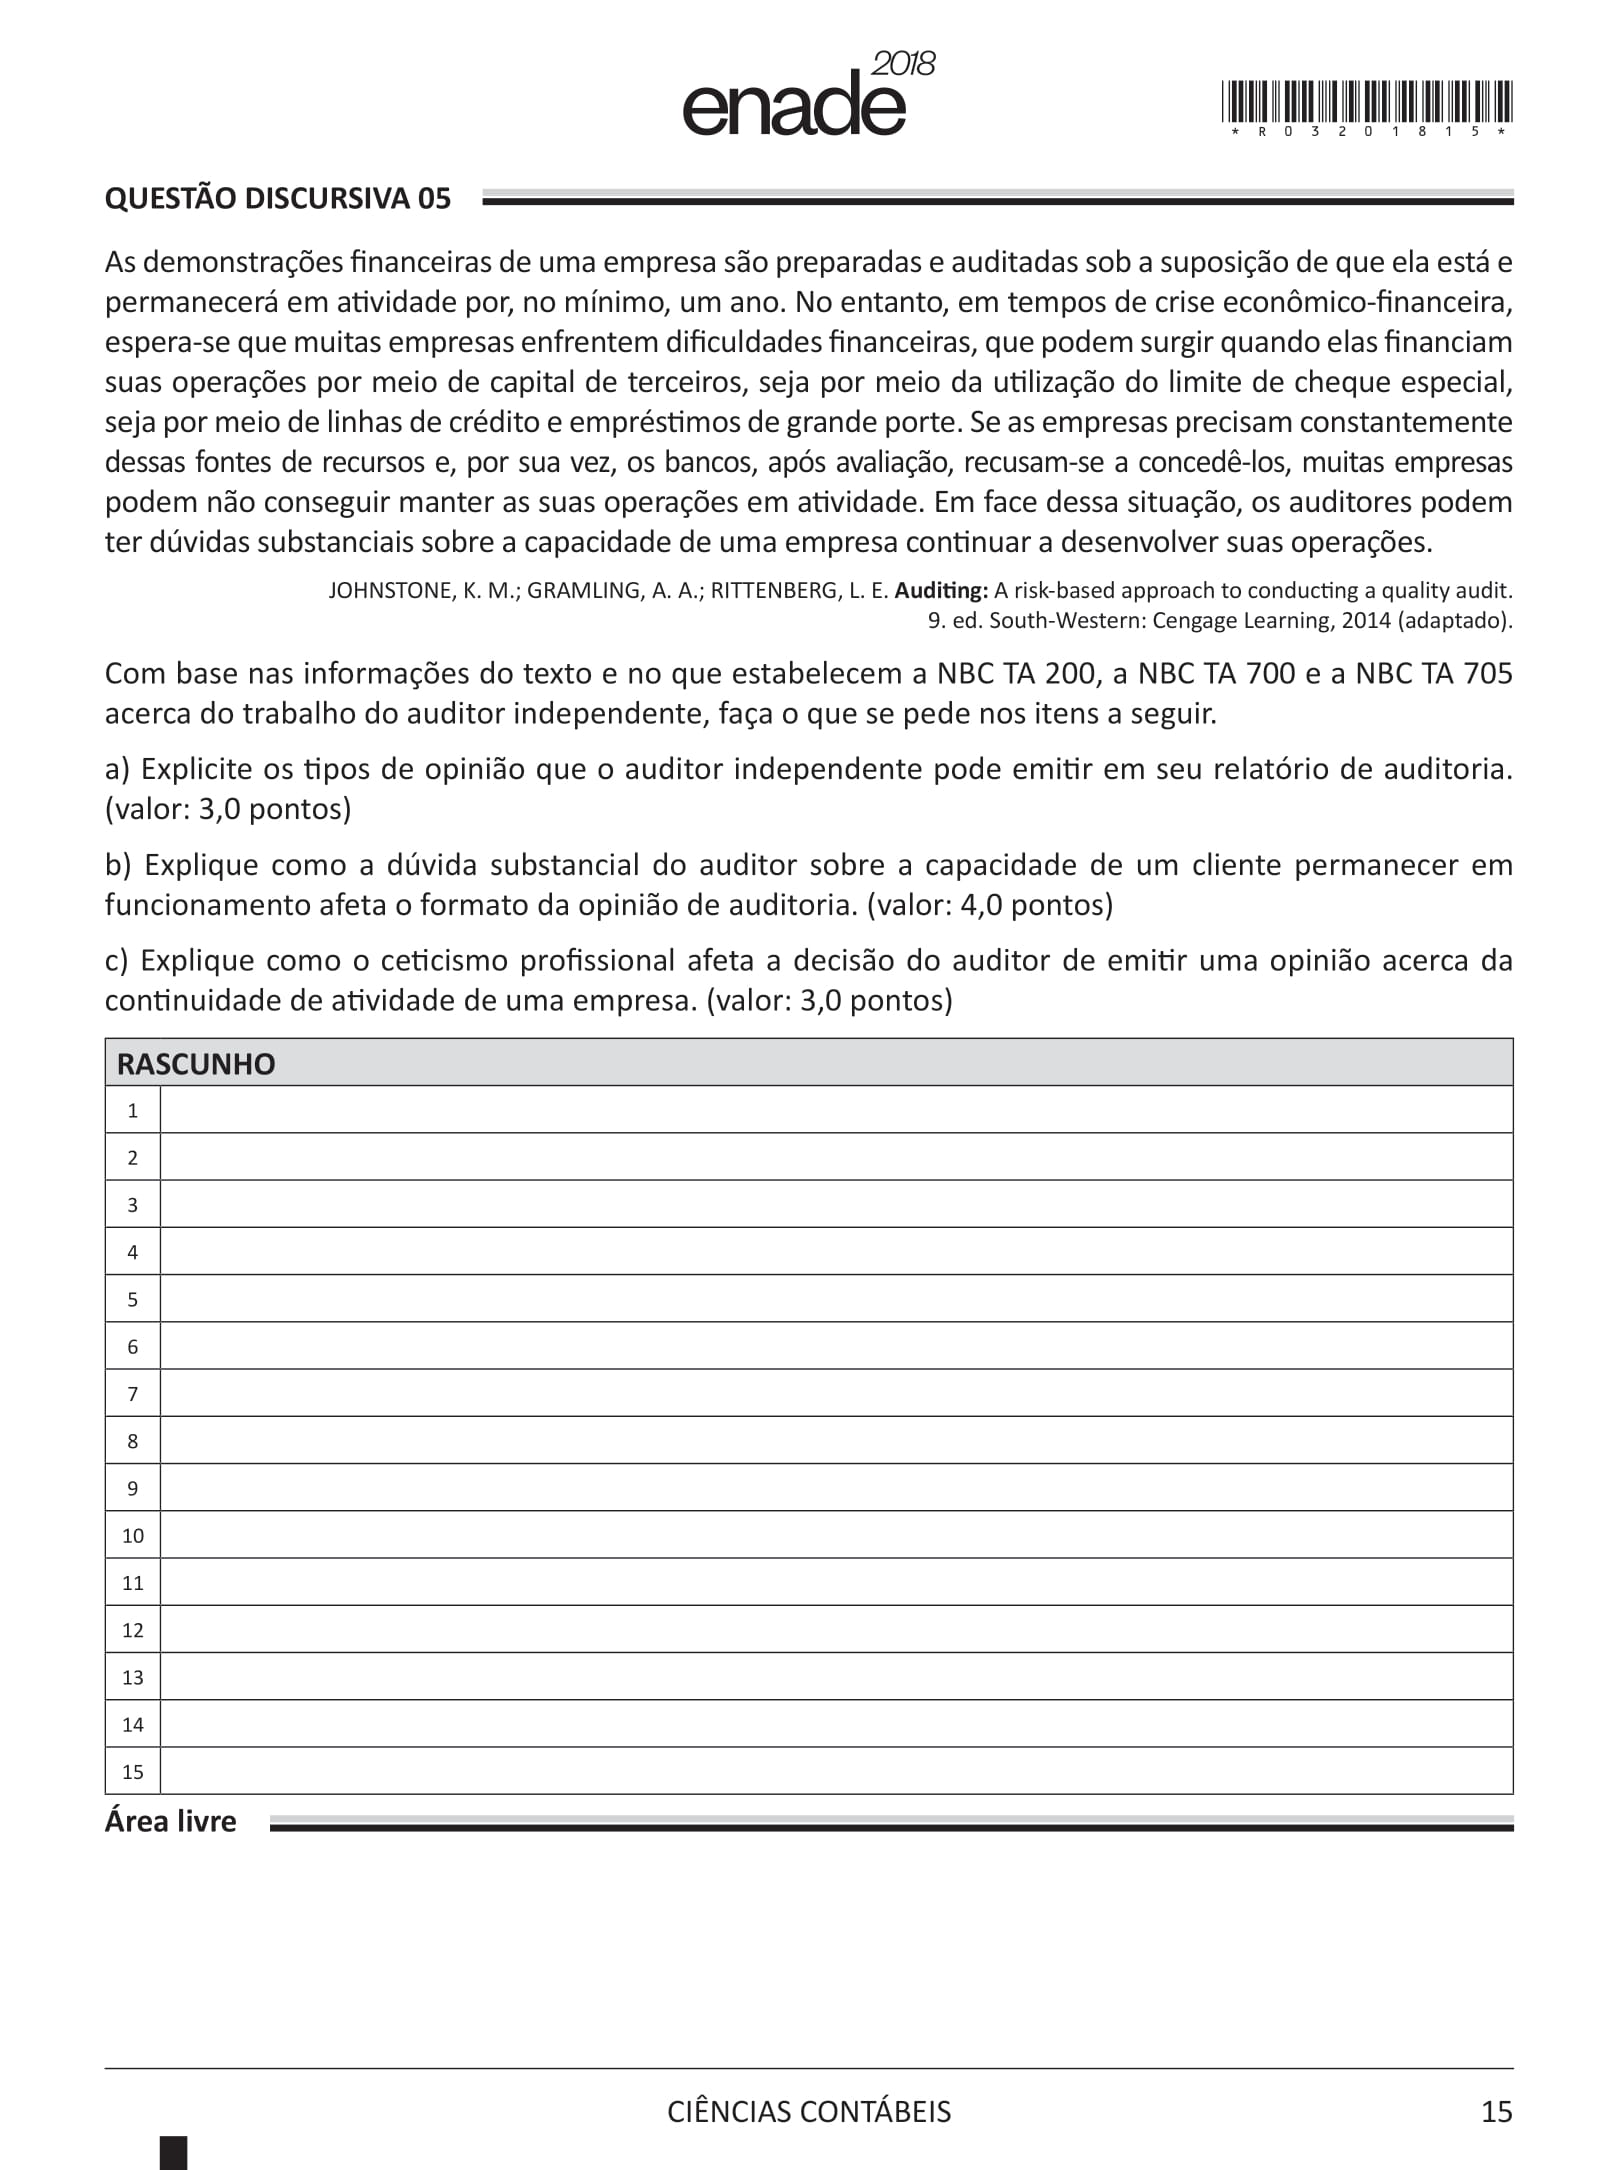 enade 2018
* R 0 3 2 0 1 8 1 5 *
QUESTÃO DISCURSIVA 05
As demonstrações financeiras de uma empresa são preparadas e auditadas sob a suposição de que ela está e
permanecerá em atividade por, no mínimo, um ano. No entanto, em tempos de crise econômico-financeira,
espera-se que muitas empresas enfrentem dificuldades financeiras, que podem surgir quando elas financiam
suas operações por meio de capital de terceiros, seja por meio da utilização do limite de cheque especial,
seja por meio de linhas de crédito e empréstimos de grande porte. Se as empresas precisam constantemente
dessas fontes de recursos e, por sua vez, os bancos, após avaliação, recusam-se a concedê-los, muitas empresas
podem não conseguir manter as suas operações em atividade. Em face dessa situação, os auditores podem
ter dúvidas substanciais sobre a capacidade de uma empresa continuar a desenvolver suas operações.
JOHNSTONE, K. M.; GRAMLING, A. A.; RITTENBERG, L. E. Auditing: A risk-based approach to conducting a quality audit.
9. ed. South-Western: Cengage Learning, 2014 (adaptado).
Com base nas informações do texto e no que estabelecem a NBC TA 200, a NBC TA 700 e a NBC TA 705
acerca do trabalho do auditor independente, faça o que se pede nos itens a seguir.
a) Explicite os tipos de opinião que o auditor independente pode emitir em seu relatório de auditoria.
(valor: 3,0 pontos)
b) Explique como a dúvida substancial do auditor sobre a capacidade de um cliente permanecer em
funcionamento afeta o formato da opinião de auditoria. (valor: 4,0 pontos)
c) Explique como o ceticismo profissional afeta a decisão do auditor de emitir uma opinião acerca da
continuidade de atividade de uma empresa. (valor: 3,0 pontos)
RASCUNHO
1
2
3
4
5
6
7
8
9
10
11
12
13
14
15
Área livre
CIÊNCIAS CONTÁBEIS 15